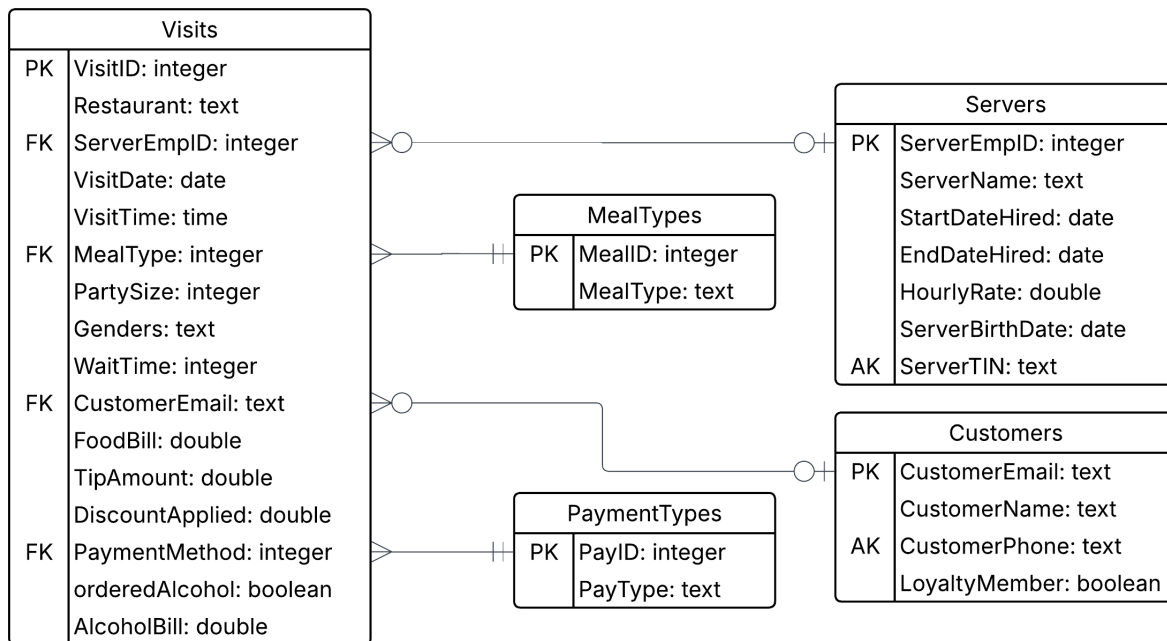 Visits
PK VisitID: integer
Restaurant: text
FK ServerEmpID: integer
VisitDate: date
VisitTime: time
FK MealType: integer
PartySize: integer
Genders: text
WaitTime: integer
FK CustomerEmail: text
FoodBill: double
TipAmount: double
DiscountApplied: double
FK PaymentMethod: integer
orderedAlcohol: boolean
AlcoholBill: double
MealTypes
PK MealID: integer
MealType: text
PaymentTypes
PK PayID: integer
PayType: text
Servers
PK ServerEmpID: integer
ServerName: text
StartDateHired: date
EndDateHired: date
HourlyRate: double
ServerBirthDate: date
AK ServerTIN: text
Customers
PK CustomerEmail: text
CustomerName: text
AK CustomerPhone: text
LoyaltyMember: boolean